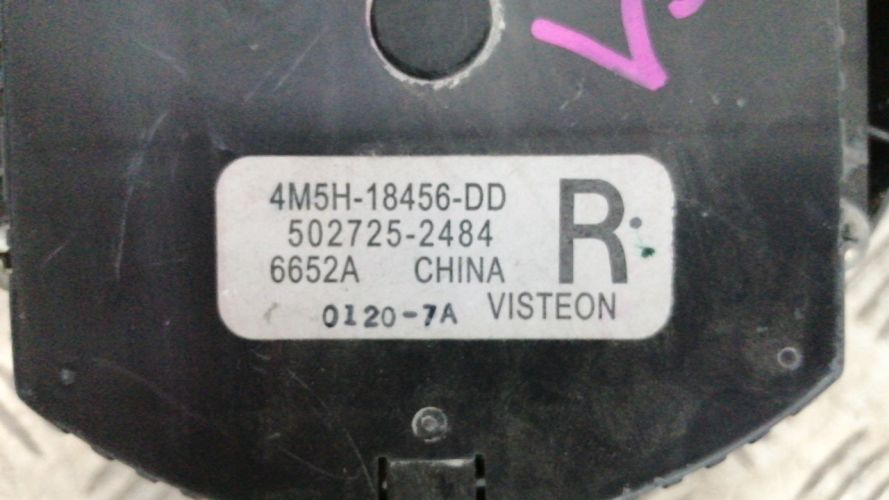 4M5H-18456-DD
502725-2484
6652A CHINA R
0120-7A VISTEON